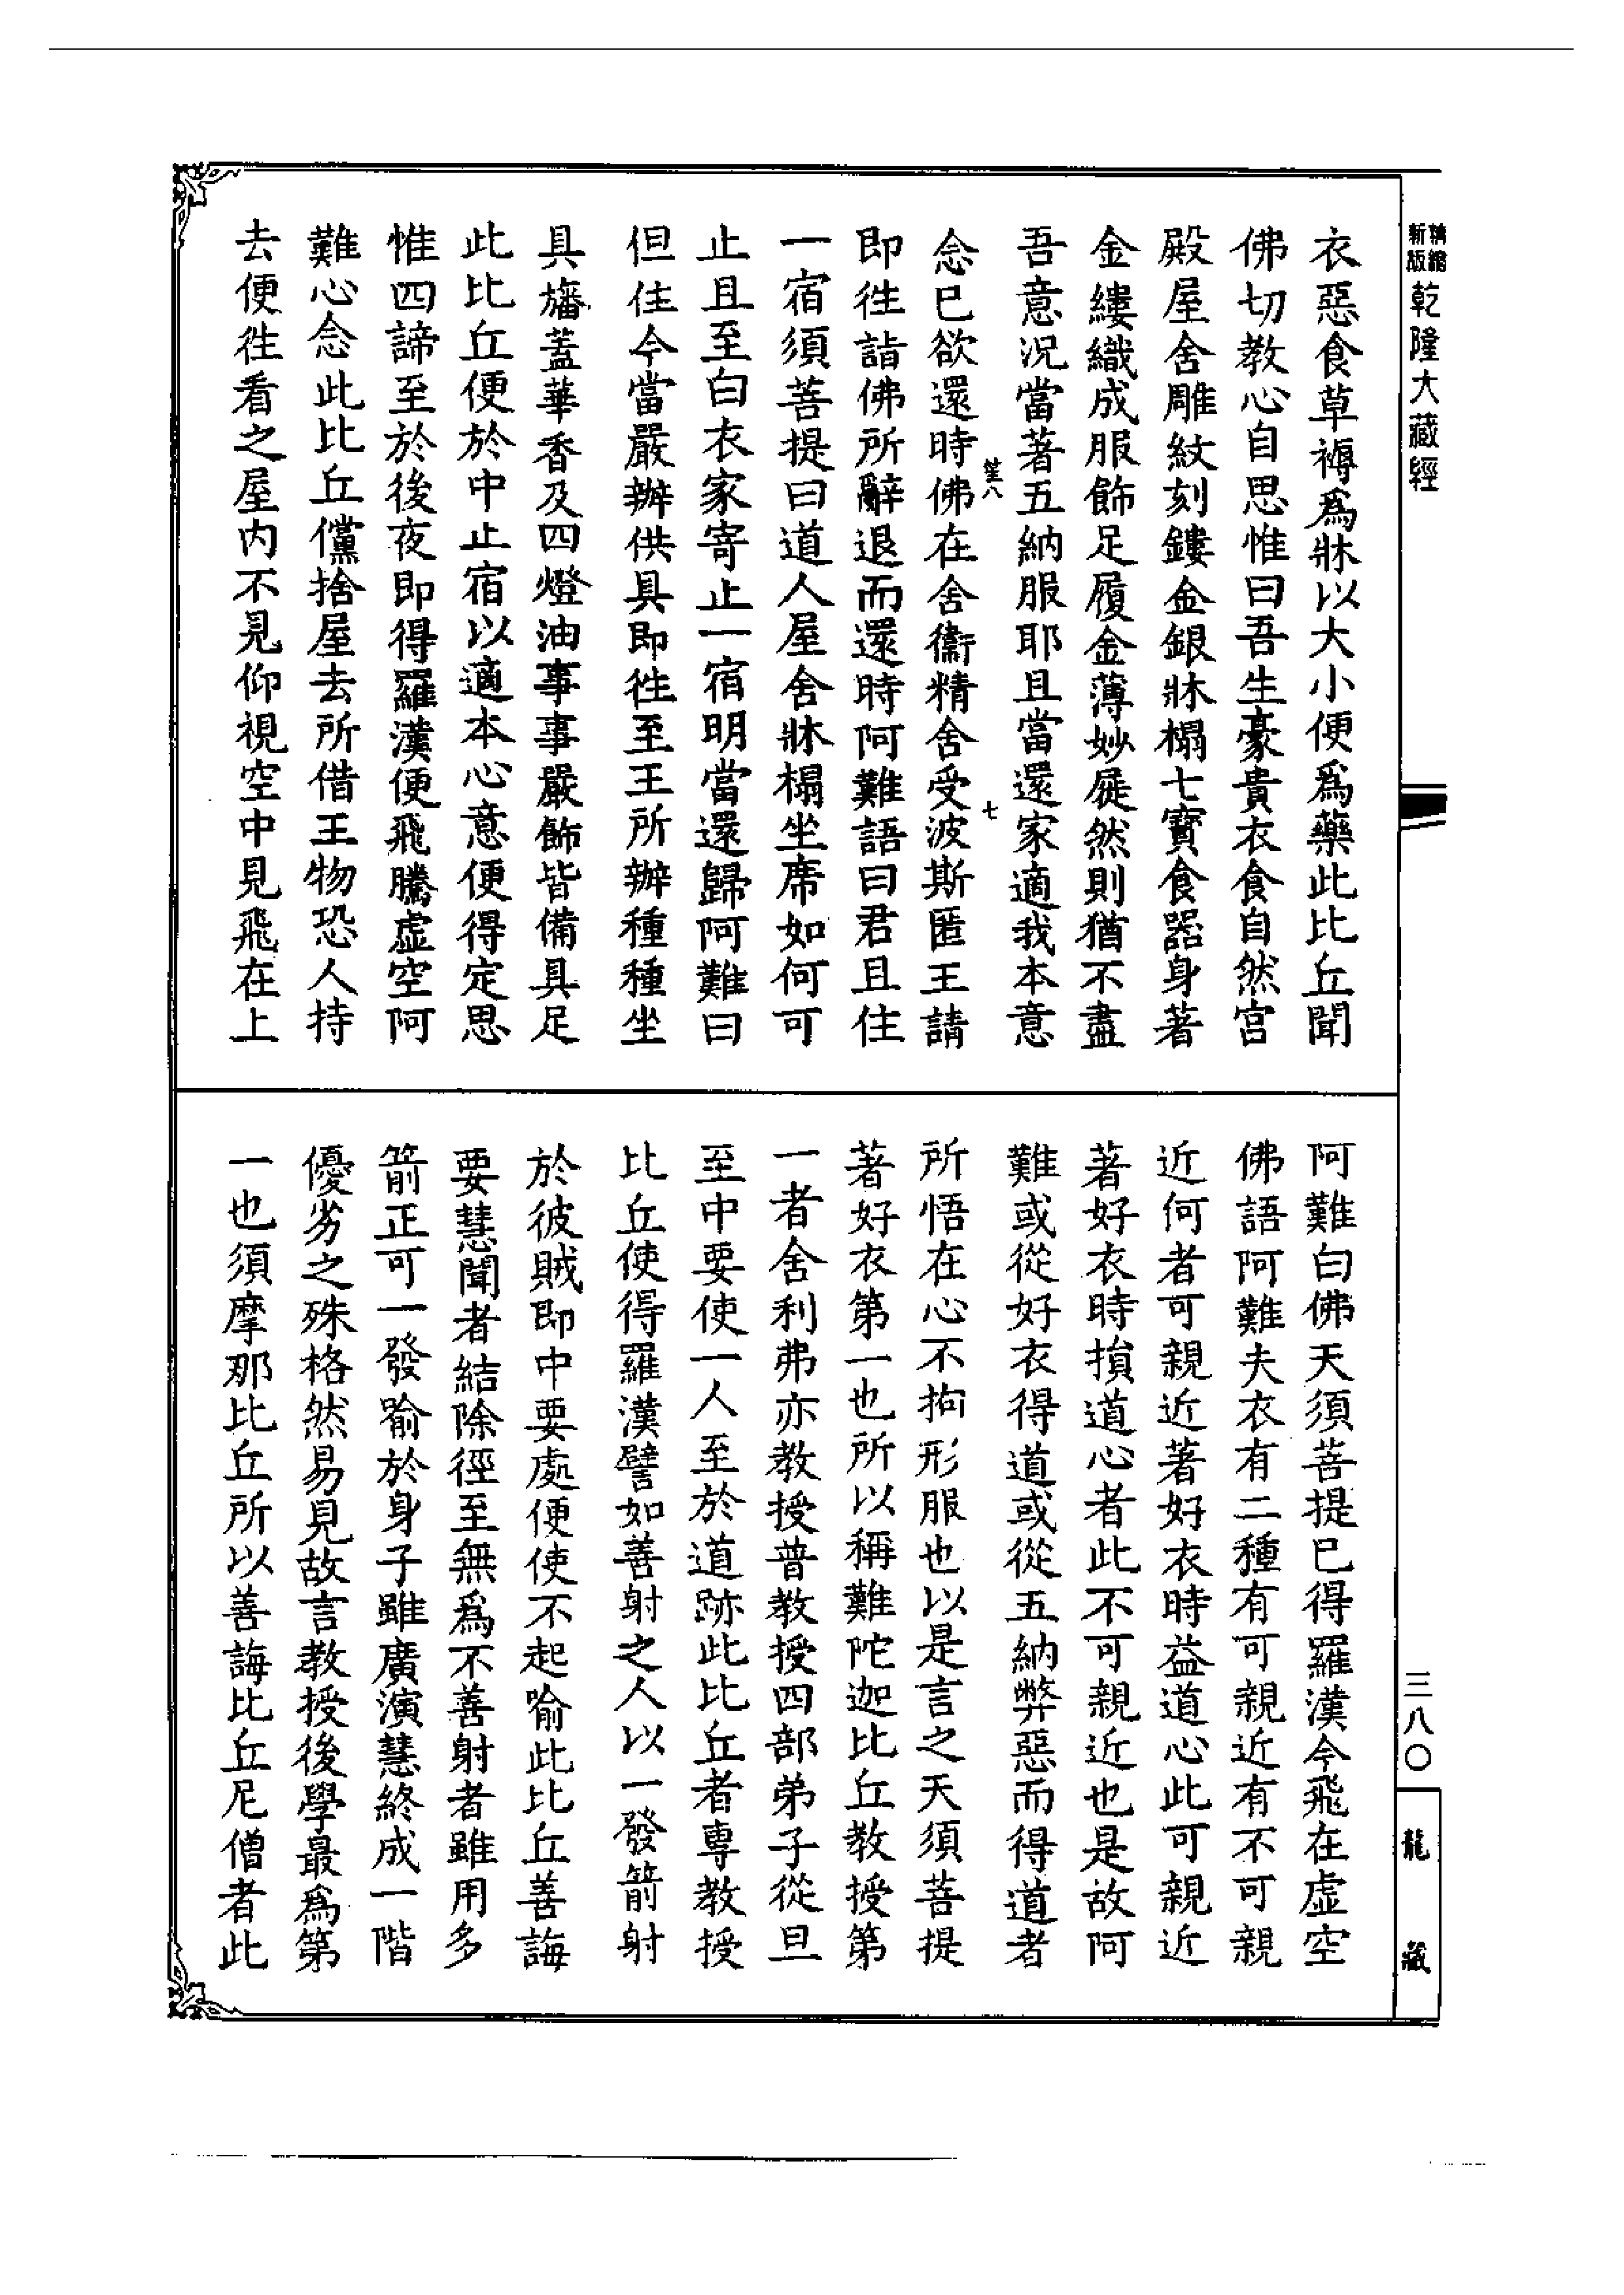 精縮
新版
乾隆大藏經
衣惡食草褥爲牀以大小便爲藥此比丘聞
佛切教心自思惟曰吾生豪貴衣食自然宮
殿屋舍雕紋刻鏤金銀牀榻七寶食器身著
金縷織成服飾足履金薄妙屣然則猶不盡
吾意況當著五納服耶且當還家適我本意
笙八
七
念已欲還時佛在舍衞精舍受波斯匿王請
即往詣佛所辭退而還時阿難語曰君且住
一宿須菩提曰道人屋舍牀榻坐席如何可
止且至白衣家寄止一宿明當還歸阿難曰
但住今當嚴辦供具即往至王所辦種種坐
具旛蓋華香及四燈油事事嚴飾皆備具足
此比丘便於中止宿以適本心意便得定思
惟四諦至於後夜即得羅漢便飛騰虛空阿
難心念此比丘儻捨屋去所借王物恐人持
去便往看之屋内不見仰視空中見飛在上
阿難白佛天須菩提已得羅漢今飛在虛空
佛語阿難夫衣有二種有可親近有不可親
近何者可親近著好衣時益道心此可親近
著好衣時損道心者此不可親近也是故阿
難或從好衣得道或從五納弊惡而得道者
所悟在心不拘形服也以是言之天須菩提
著好衣第一也所以稱難陀迦比丘教授第
一者舍利弗亦教授普教授四部弟子從旦
至中要使一人至於道跡此比丘者專教授
比丘使得羅漢譬如善射之人以一發箭射
於彼賊即中要處便使不起喻此比丘善誨
要慧聞者結除徑至無爲不善射者雖用多
箭正可一發喻於身子雖廣演慧終成一階
優劣之殊格然易見故言教授後學最爲第
一也須摩那比丘所以善誨比丘尼僧者此
三八〇
龍藏